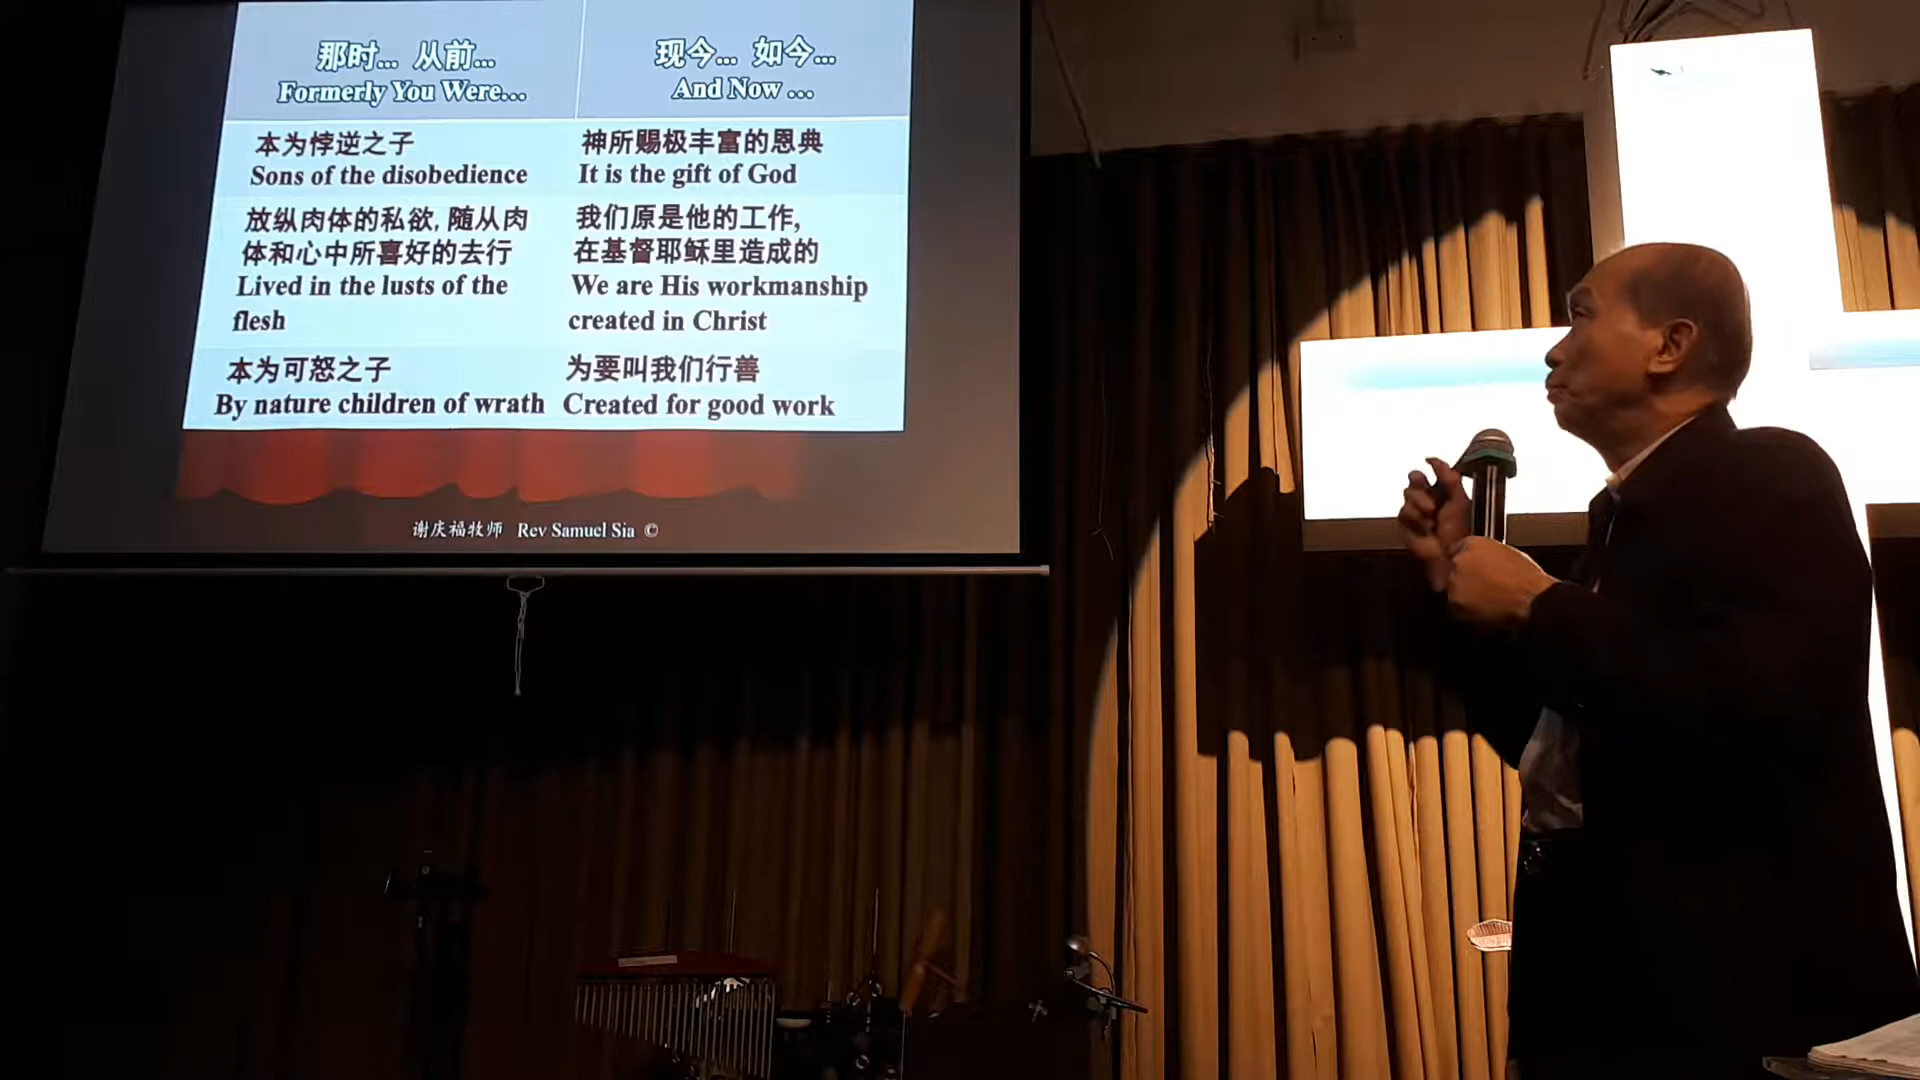 那时... 从前...
Formerly You Were...
现今... 如今...
And Now ...
本为悖逆之子
Sons of the disobedience
神所赐极丰富的恩典
It is the gift of God
放纵肉体的私欲, 随从肉
体和心中所喜好的去行
Lived in the lusts of the
flesh
我们原是他的工作,
在基督耶稣里造成的
We are His workmanship
created in Christ
本为可怒之子
By nature children of wrath
为要叫我们行善
Created for good work
谢庆福牧师 Rev Samuel Sia ©